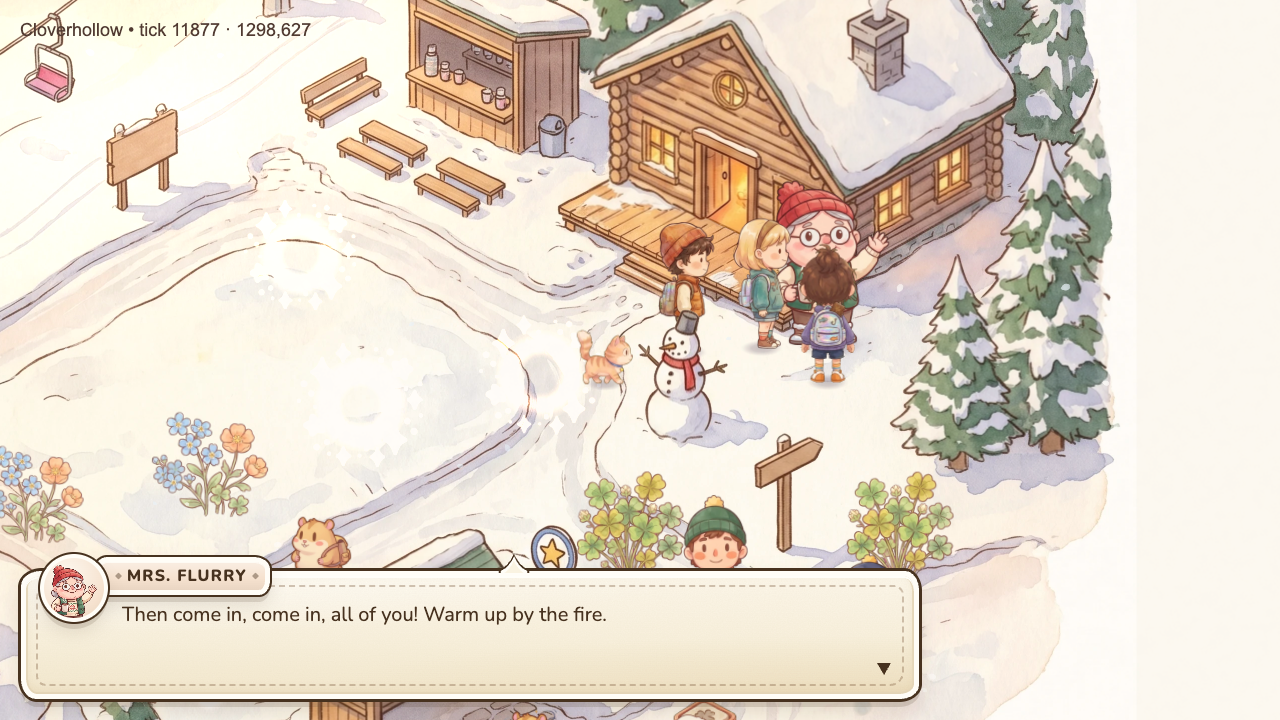 Cloverhollow • tick 11877 · 1298,627
MRS. FLURRY
Then come in, come in, all of you! Warm up by the fire.